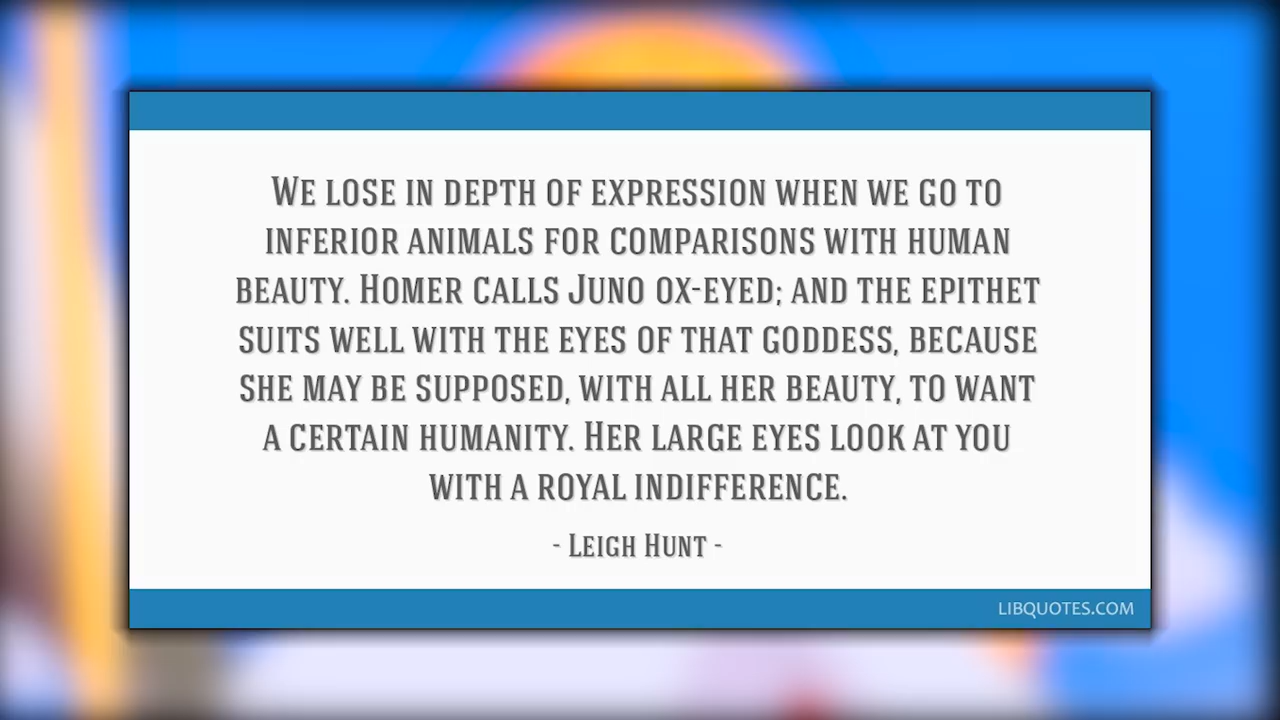 We lose in depth of expression when we go to
inferior animals for comparisons with human
beauty. Homer calls Juno ox-eyed; and the epithet
suits well with the eyes of that goddess, because
she may be supposed, with all her beauty, to want
a certain humanity. Her large eyes look at you
with a royal indifference.
- Leigh Hunt -
LIBQUOTES.COM